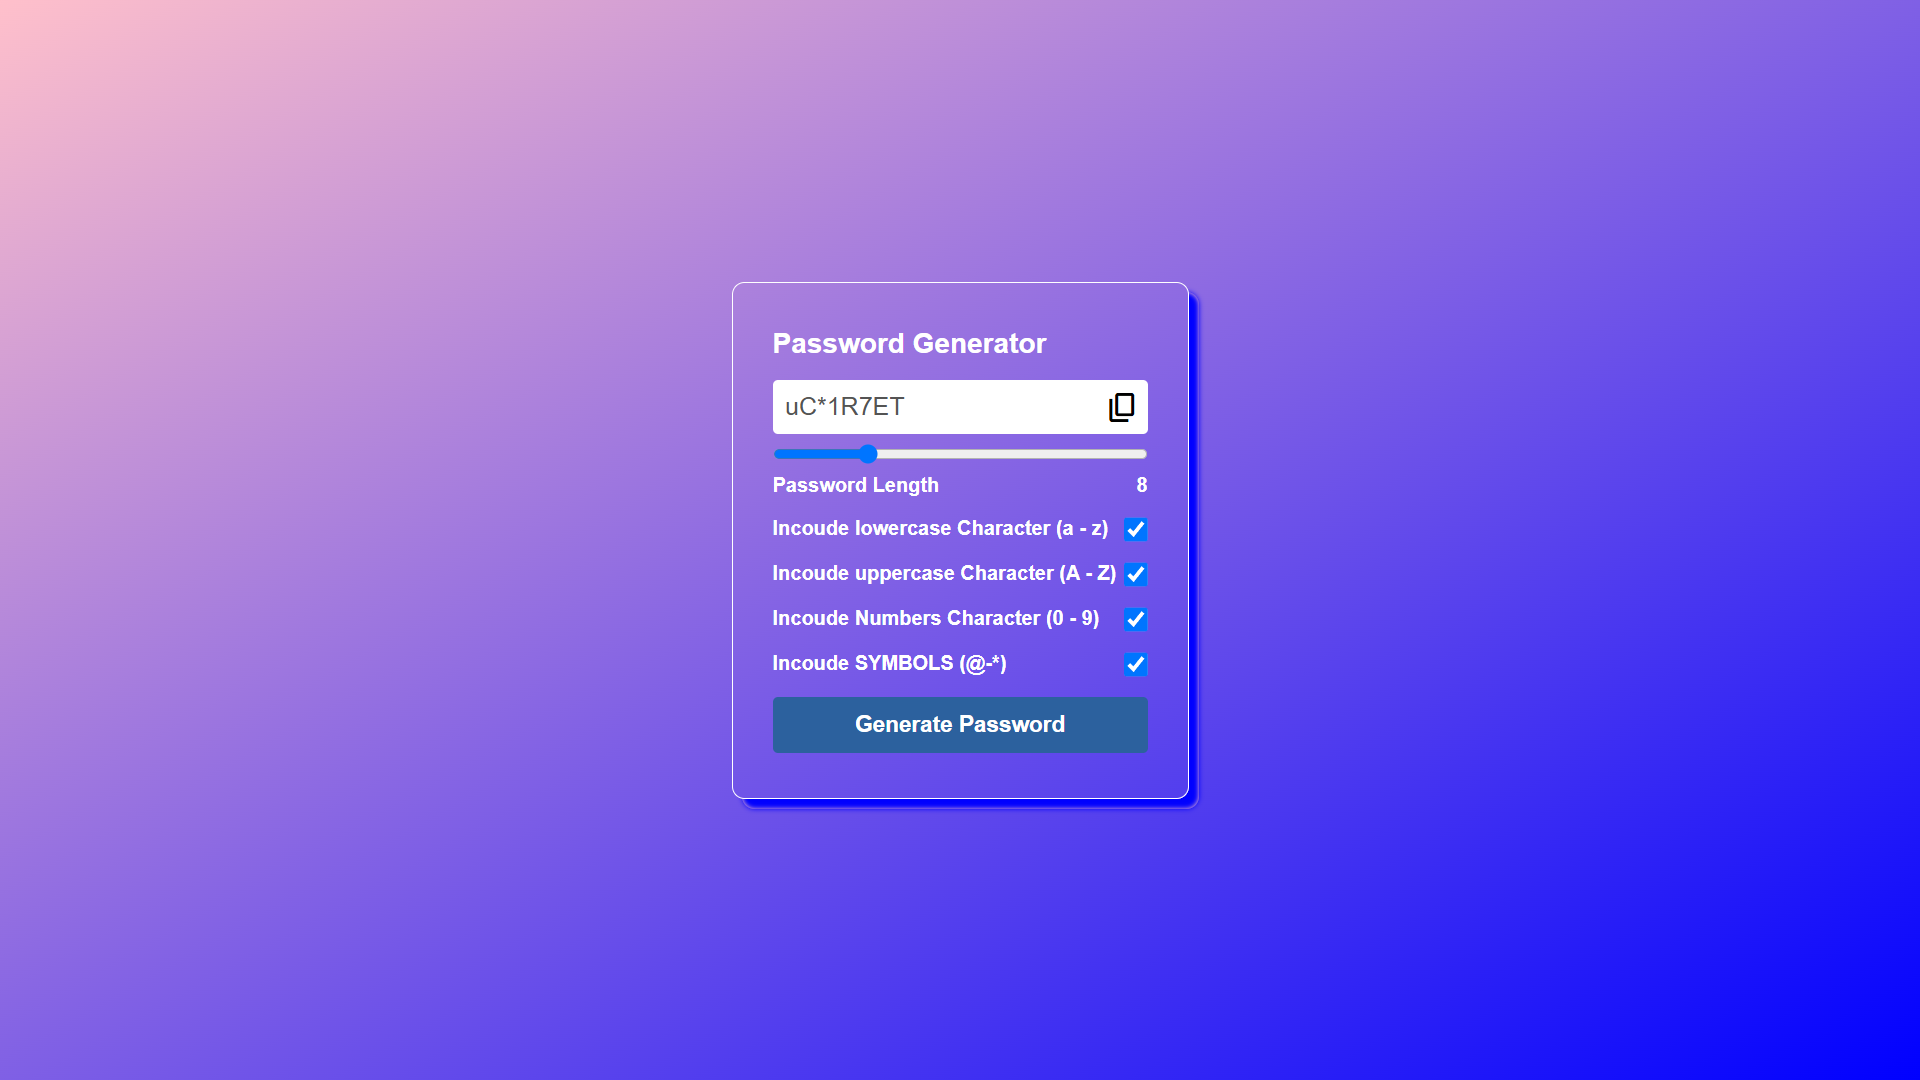 Password Generator
uC*1R7ET
Password Length 8
Incoude lowercase Character (a - z)
Incoude uppercase Character (A - Z)
Incoude Numbers Character (0 - 9)
Incoude SYMBOLS (@-*)
Generate Password